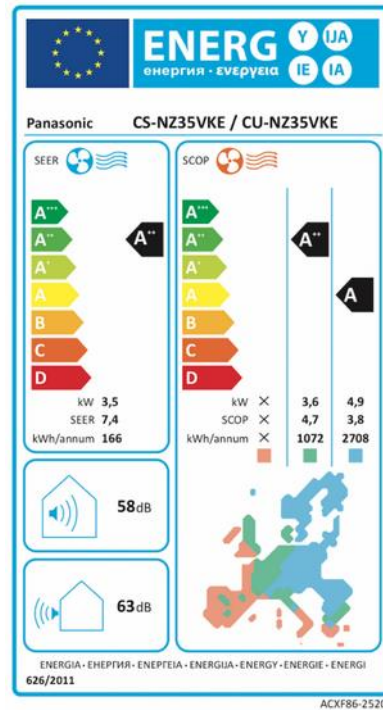 ENERG Y IJA
енергия · ενεργεια IE IA
Panasonic CS-NZ35VKE / CU-NZ35VKE
SEER
SCOP
A+++ A+++
A++ A++ A++ A++
A+ A+
A A A
B B
C C
D D
kW 3,5
SEER 7,4
kWh/annum 166
kW X 3,6 4,9
SCOP X 4,7 3,8
kWh/annum X 1072 2708
58dB
63dB
ENERGIA · ЕНЕРГИЯ · ΕΝΕΡΓΕΙΑ · ENERGIJA · ENERGY · ENERGIE · ENERGI
626/2011
ACXF86-2520